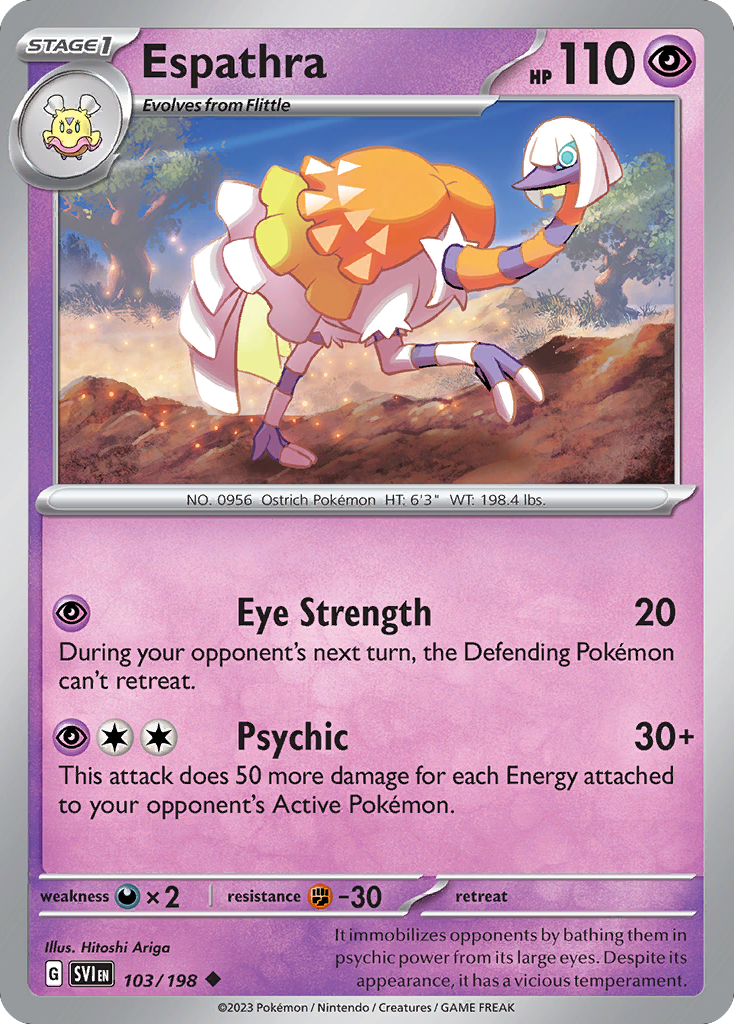 STAGE1
Espathra
HP 110
Evolves from Flittle
NO. 0956 Ostrich Pokémon HT: 6'3" WT: 198.4 lbs.
Eye Strength 20
During your opponent's next turn, the Defending Pokémon
can't retreat.
Psychic 30+
This attack does 50 more damage for each Energy attached
to your opponent's Active Pokémon.
weakness ×2 resistance -30 retreat
Illus. Hitoshi Ariga
It immobilizes opponents by bathing them in
psychic power from its large eyes. Despite its
appearance, it has a vicious temperament.
G SVI EN 103/198
©2023 Pokémon / Nintendo / Creatures / GAME FREAK